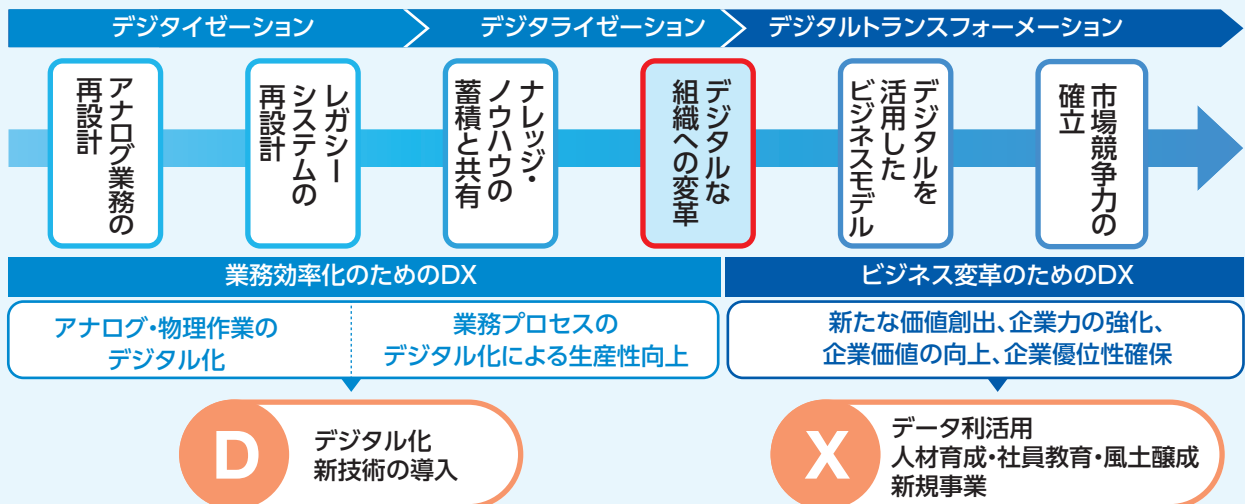 デジタイゼーション
デジタライゼーション
デジタルトランスフォーメーション
アナログ業務の
再設計
レガシー
システムの
再設計
ナレッジ・
ノウハウの
蓄積と共有
デジタルな
組織への変革
デジタルを
活用した
ビジネスモデル
市場競争力の
確立
業務効率化のためのDX
ビジネス変革のためのDX
アナログ・物理作業の
デジタル化
業務プロセスの
デジタル化による生産性向上
新たな価値創出、企業力の強化、
企業価値の向上、企業優位性確保
D
デジタル化
新技術の導入
X
データ利活用
人材育成・社員教育・風土醸成
新規事業